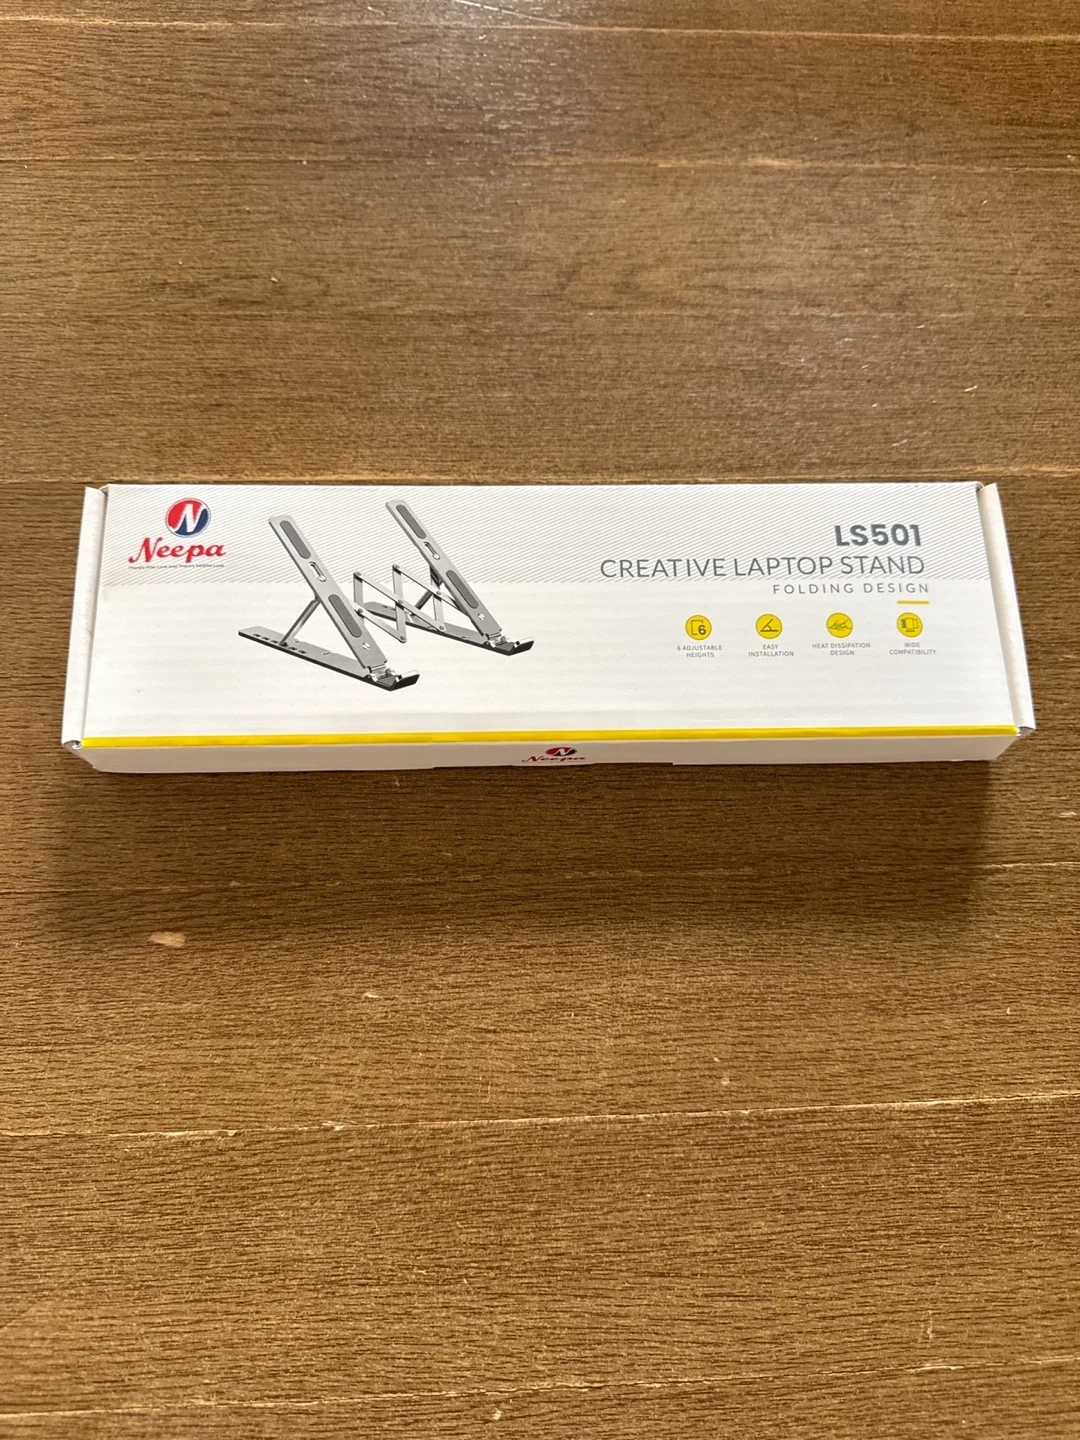 N
Neepa
LS501
CREATIVE LAPTOP STAND
FOLDING DESIGN
6
6 ADJUSTABLE
HEIGHTS
EASY
INSTALLATION
HEAT DISSIPATION
DESIGN
WIDE
COMPATIBILITY
N
Neepa